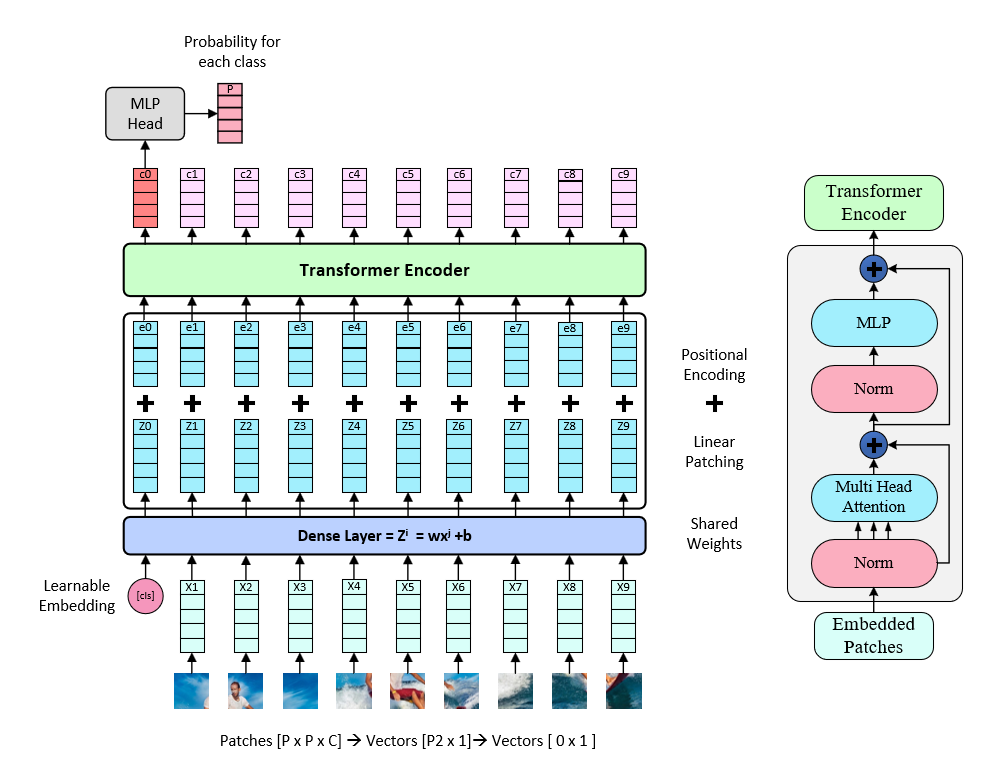 Probability for
each class
P
MLP
Head
c0 c1 c2 c3 c4 c5 c6 c7 c8 c9
Transformer Encoder
e0 e1 e2 e3 e4 e5 e6 e7 e8 e9
Z0 Z1 Z2 Z3 Z4 Z5 Z6 Z7 Z8 Z9
Dense Layer = Zⁱ = wxʲ +b
Learnable
Embedding
[cls]
X1 X2 X3 X4 X5 X6 X7 X8 X9
Patches [P x P x C] → Vectors [P2 x 1]→ Vectors [ 0 x 1 ]
Positional
Encoding
+
Linear
Patching
Shared
Weights
Transformer
Encoder
MLP
Norm
Multi Head
Attention
Norm
Embedded
Patches